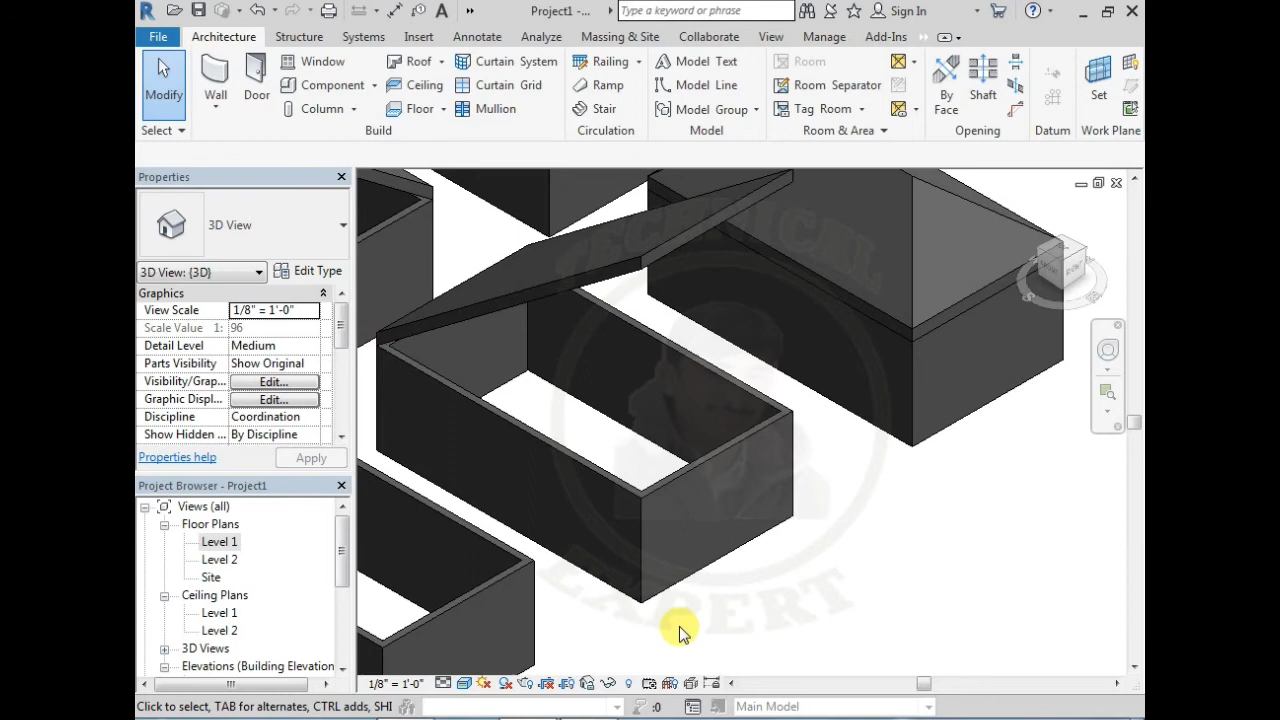 Project1 -...
Type a keyword or phrase
Sign In
File
Architecture
Structure
Systems
Insert
Annotate
Analyze
Massing & Site
Collaborate
View
Manage
Add-Ins
Modify
Wall
Door
Window
Component
Column
Roof
Ceiling
Floor
Curtain System
Curtain Grid
Mullion
Railing
Ramp
Stair
Model Text
Model Line
Model Group
Room
Room Separator
Tag Room
By
Face
Shaft
Set
Select
Build
Circulation
Model
Room & Area
Opening
Datum
Work Plane
Properties
3D View
3D View: {3D}
Edit Type
Graphics
View Scale 1/8" = 1'-0"
Scale Value 1: 96
Detail Level Medium
Parts Visibility Show Original
Visibility/Grap... Edit...
Graphic Displ... Edit...
Discipline Coordination
Show Hidden ... By Discipline
Properties help
Apply
Project Browser - Project1
Views (all)
Floor Plans
Level 1
Level 2
Site
Ceiling Plans
Level 1
Level 2
3D Views
Elevations (Building Elevation
TECHNICAL
EXPERT
1/8" = 1'-0"
Click to select, TAB for alternates, CTRL adds, SHI
:0
Main Model